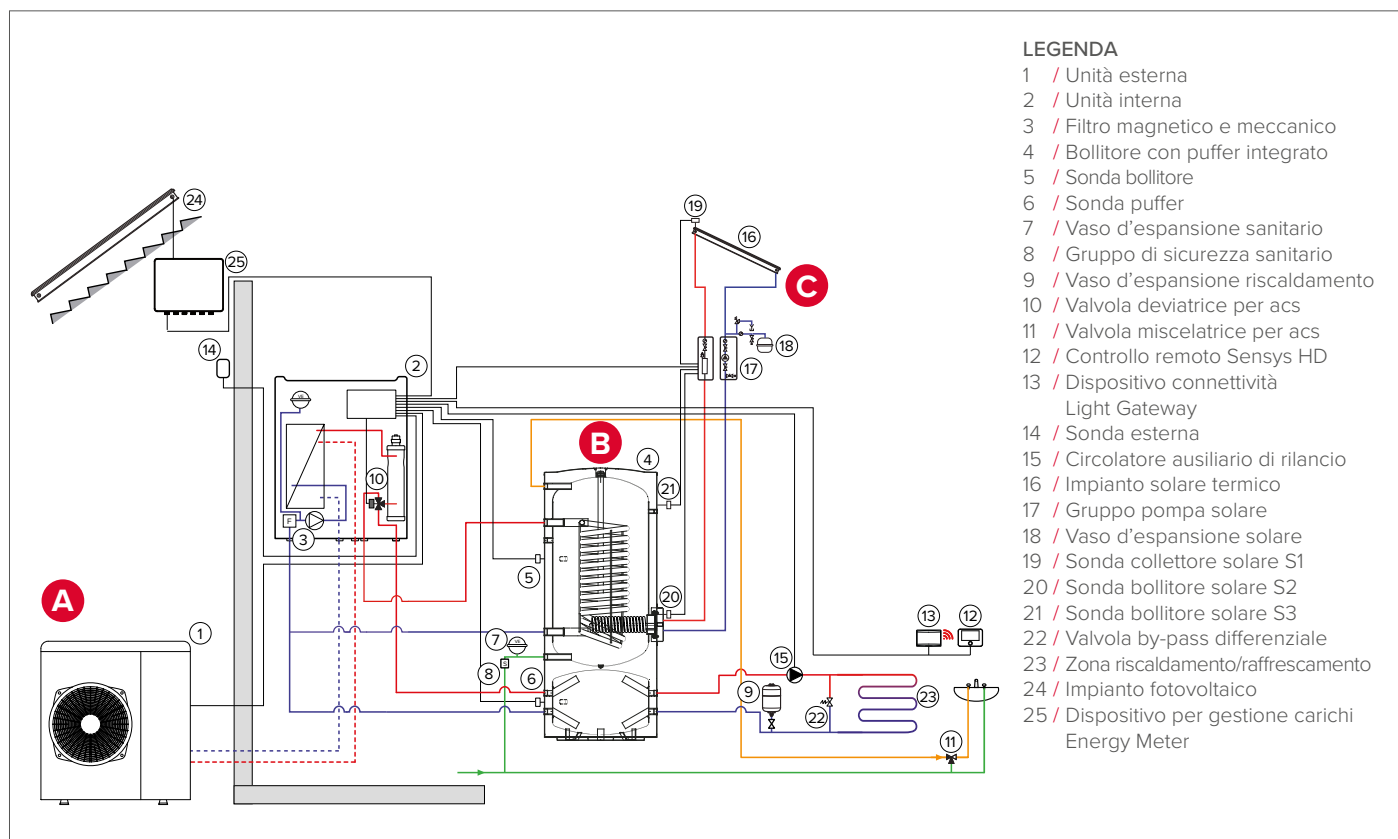 24
25
14
2
VE
10
F
3
A
1
19
16
C
18
17
B
4
21
5
20
7
VE
8
S
6
15
9
22
23
13
12
11
LEGENDA
1 / Unità esterna
2 / Unità interna
3 / Filtro magnetico e meccanico
4 / Bollitore con puffer integrato
5 / Sonda bollitore
6 / Sonda puffer
7 / Vaso d'espansione sanitario
8 / Gruppo di sicurezza sanitario
9 / Vaso d'espansione riscaldamento
10 / Valvola deviatrice per acs
11 / Valvola miscelatrice per acs
12 / Controllo remoto Sensys HD
13 / Dispositivo connettività
Light Gateway
14 / Sonda esterna
15 / Circolatore ausiliario di rilancio
16 / Impianto solare termico
17 / Gruppo pompa solare
18 / Vaso d'espansione solare
19 / Sonda collettore solare S1
20 / Sonda bollitore solare S2
21 / Sonda bollitore solare S3
22 / Valvola by-pass differenziale
23 / Zona riscaldamento/raffrescamento
24 / Impianto fotovoltaico
25 / Dispositivo per gestione carichi
Energy Meter